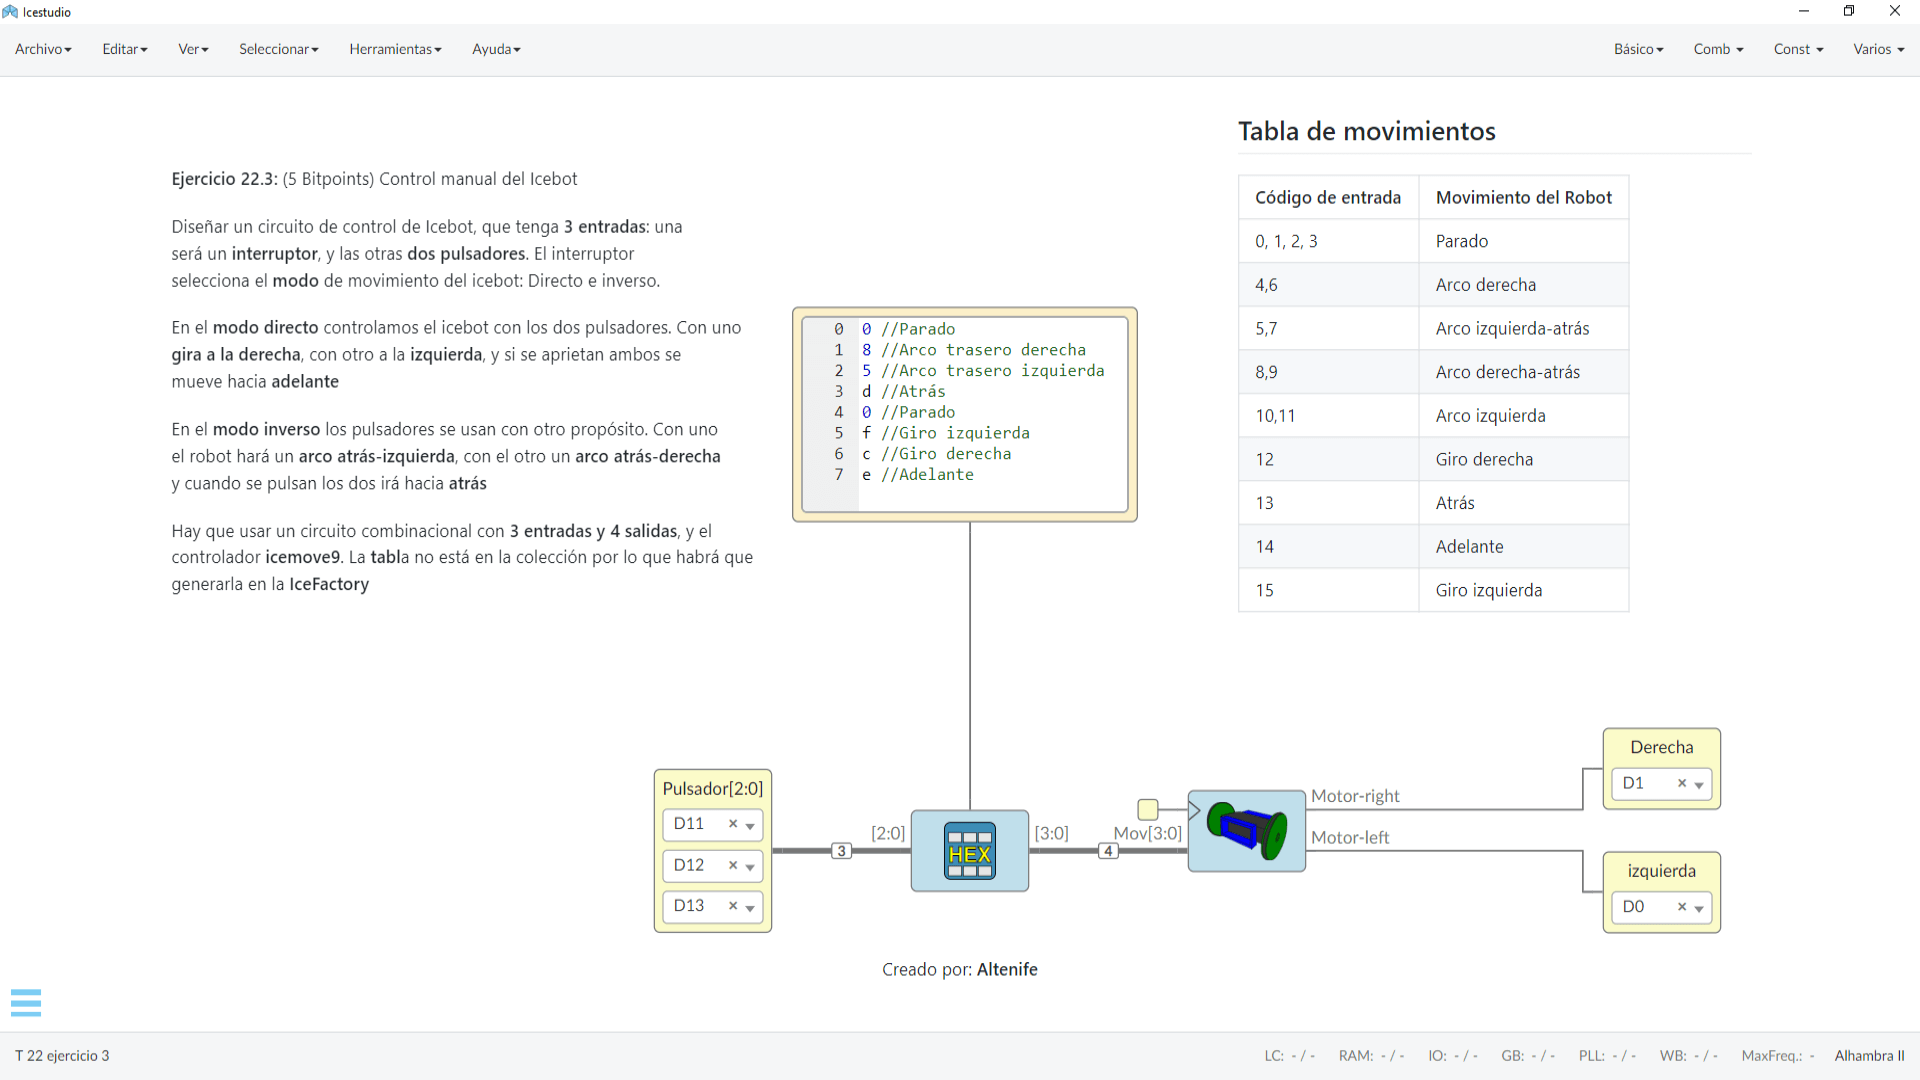 Icestudio
Archivo Editar Ver Seleccionar Herramientas Ayuda Básico Comb Const Varios
Ejercicio 22.3: (5 Bitpoints) Control manual del Icebot
Diseñar un circuito de control de Icebot, que tenga 3 entradas: una
será un interruptor, y las otras dos pulsadores. El interruptor
selecciona el modo de movimiento del icebot: Directo e inverso.
En el modo directo controlamos el icebot con los dos pulsadores. Con uno
gira a la derecha, con otro a la izquierda, y si se aprietan ambos se
mueve hacia adelante
En el modo inverso los pulsadores se usan con otro propósito. Con uno
el robot hará un arco atrás-izquierda, con el otro un arco atrás-derecha
y cuando se pulsan los dos irá hacia atrás
Hay que usar un circuito combinacional con 3 entradas y 4 salidas, y el
controlador icemove9. La tabla no está en la colección por lo que habrá que
generarla en la IceFactory
0 0 //Parado
1 8 //Arco trasero derecha
2 5 //Arco trasero izquierda
3 d //Atrás
4 0 //Parado
5 f //Giro izquierda
6 c //Giro derecha
7 e //Adelante
Tabla de movimientos
Código de entrada Movimiento del Robot
0, 1, 2, 3 Parado
4,6 Arco derecha
5,7 Arco izquierda-atrás
8,9 Arco derecha-atrás
10,11 Arco izquierda
12 Giro derecha
13 Atrás
14 Adelante
15 Giro izquierda
Pulsador[2:0]
D11
D12
D13
3
[2:0]
HEX
[3:0]
4
Mov[3:0]
Motor-right
Motor-left
Derecha
D1
izquierda
D0
Creado por: Altenife
T 22 ejercicio 3 LC: - / - RAM: - / - IO: - / - GB: - / - PLL: - / - WB: - / - MaxFreq.: - Alhambra II